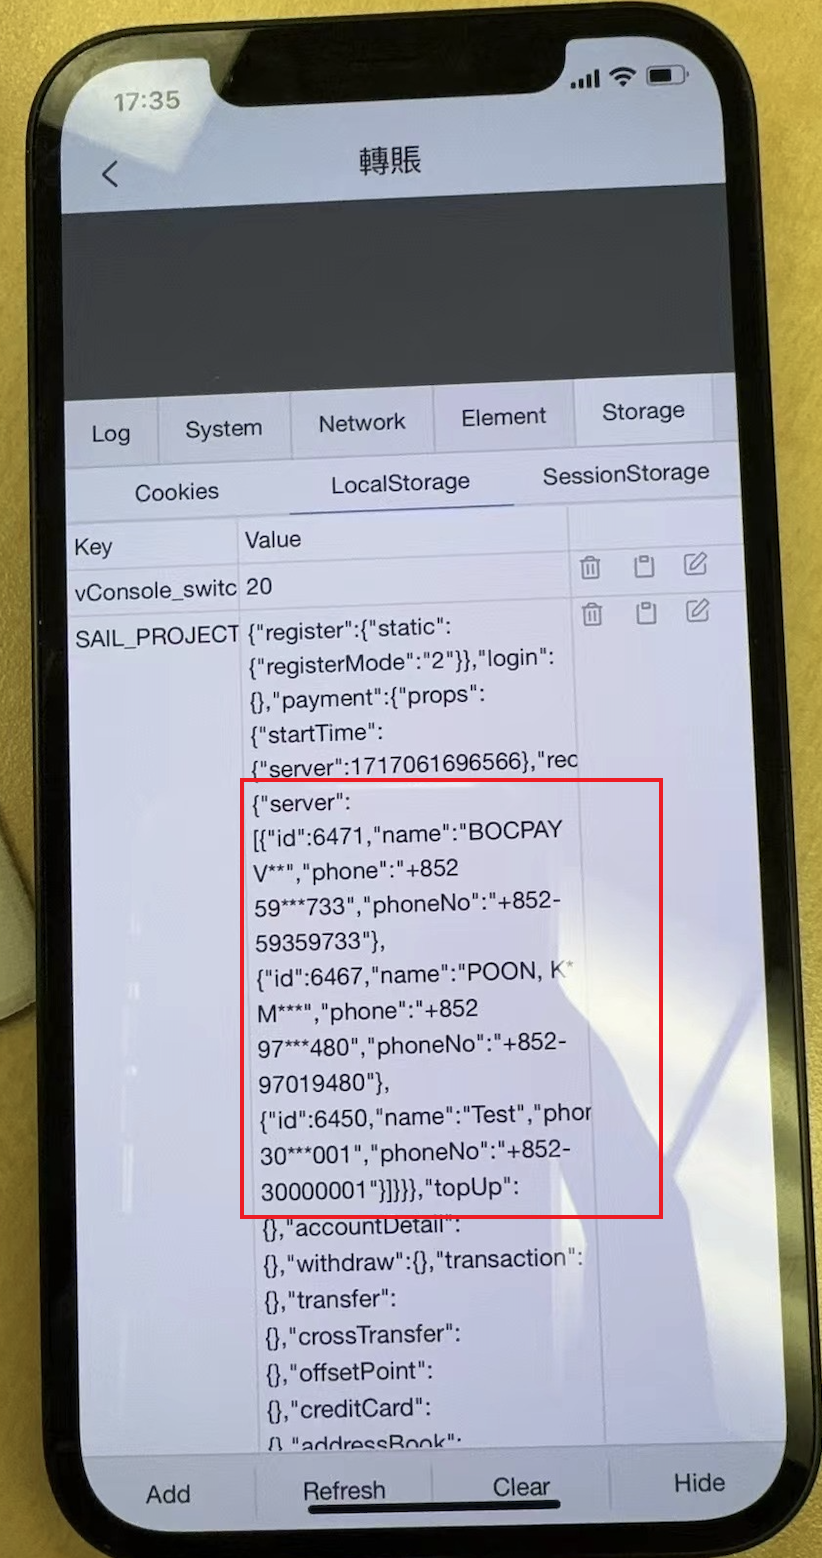 17:35
轉賬
Log System Network Element Storage
Cookies LocalStorage SessionStorage
Key Value
vConsole_switc 20
SAIL_PROJECT {"register":{"static":
{"registerMode":"2"}},"login":
{},"payment":{"props":
{"startTime":
{"server":1717061696566},"rec
{"server":
[{"id":6471,"name":"BOCPAY
V**","phone":"+852
59***733","phoneNo":"+852-
59359733"},
{"id":6467,"name":"POON, K*
M***","phone":"+852
97***480","phoneNo":"+852-
97019480"},
{"id":6450,"name":"Test","phor
30***001","phoneNo":"+852-
30000001"}]}}},"topUp":
{},"accountDetail":
{},"withdraw":{},"transaction":
{},"transfer":
{},"crossTransfer":
{},"offsetPoint":
{},"creditCard":
{},"addressBook":
Add Refresh Clear Hide